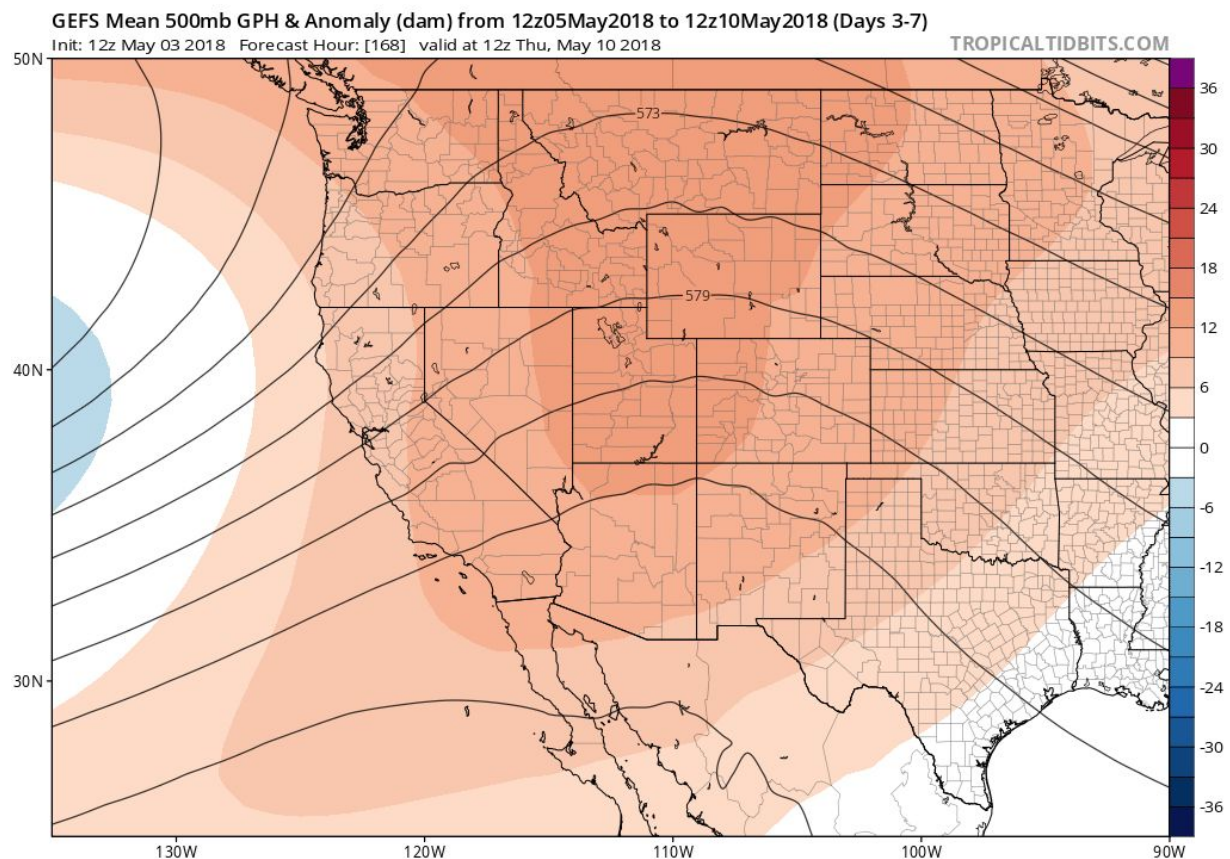 GEFS Mean 500mb GPH & Anomaly (dam) from 12z05May2018 to 12z10May2018 (Days 3-7)
Init: 12z May 03 2018 Forecast Hour: [168] valid at 12z Thu, May 10 2018
TROPICALTIDBITS.COM
50N
40N
30N
573
579
130W
120W
110W
100W
90W
36
30
24
18
12
6
0
-6
-12
-18
-24
-30
-36